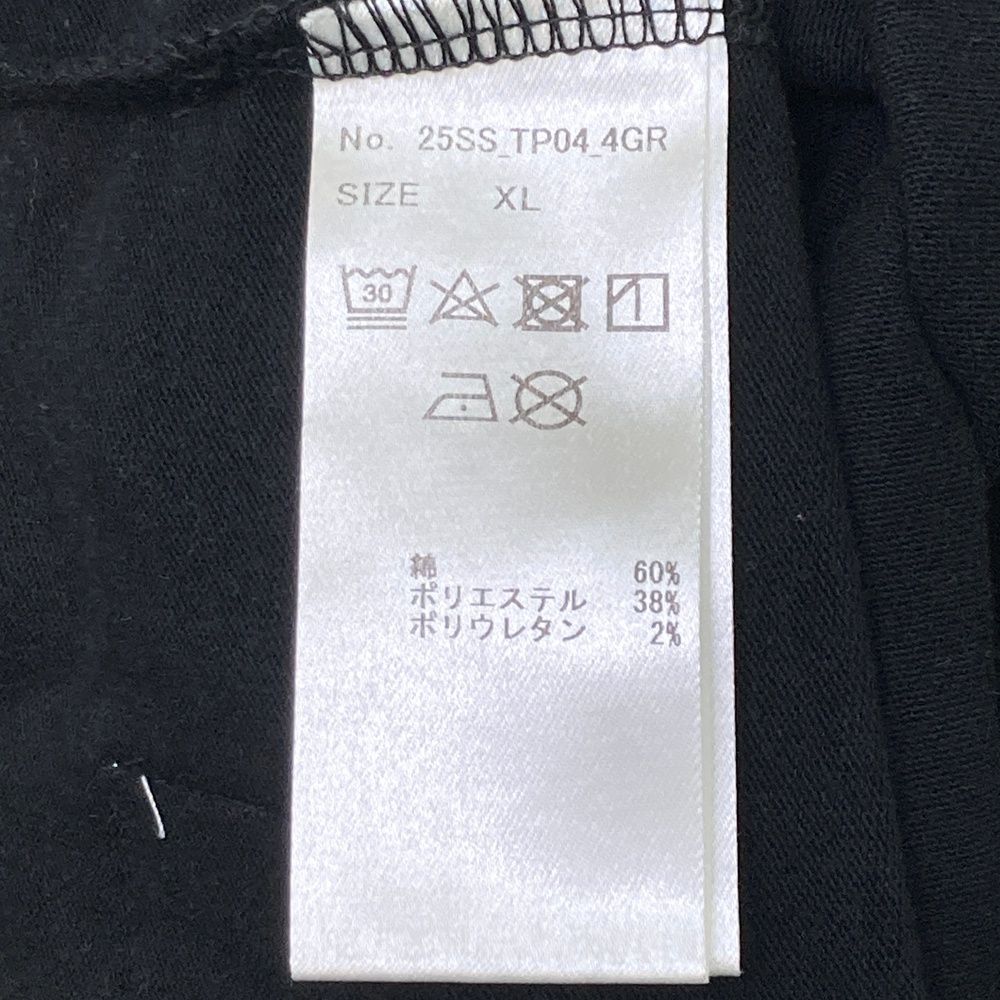 No. 25SS_TP04_4GR
SIZE XL
30
綿 60%
ポリエステル 38%
ポリウレタン 2%